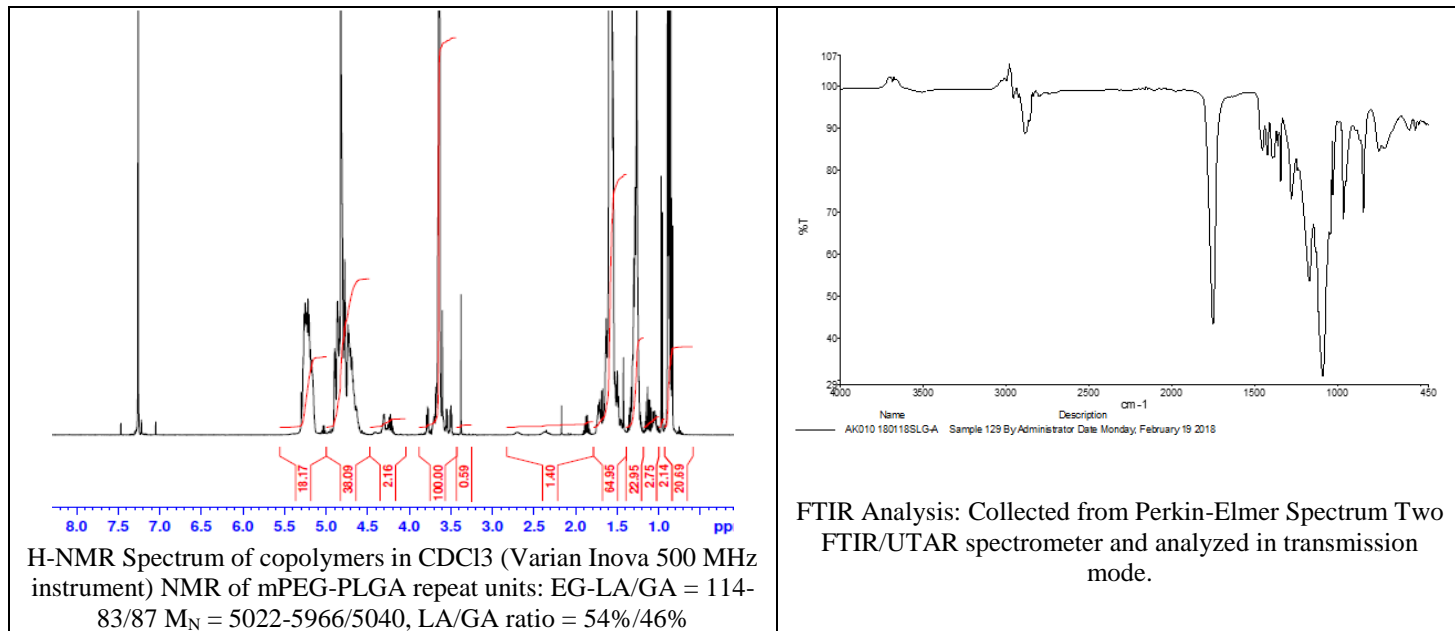 18.17
38.09
2.16
100.00
0.59
1.40
64.95
22.95
2.75
2.14
20.69
8.0 7.5 7.0 6.5 6.0 5.5 5.0 4.5 4.0 3.5 3.0 2.5 2.0 1.5 1.0 ppm
H-NMR Spectrum of copolymers in CDCl3 (Varian Inova 500 MHz
instrument) NMR of mPEG-PLGA repeat units: EG-LA/GA = 114-
83/87 MN = 5022-5966/5040, LA/GA ratio = 54%/46%
107
100
90
80
70
60
50
40
29
%T
4000 3500 3000 2500 2000 1500 1000 450
cm-1
Name Description
AK010 180118SLG-A Sample 129 By Administrator Date Monday, February 19 2018
FTIR Analysis: Collected from Perkin-Elmer Spectrum Two
FTIR/UTAR spectrometer and analyzed in transmission
mode.